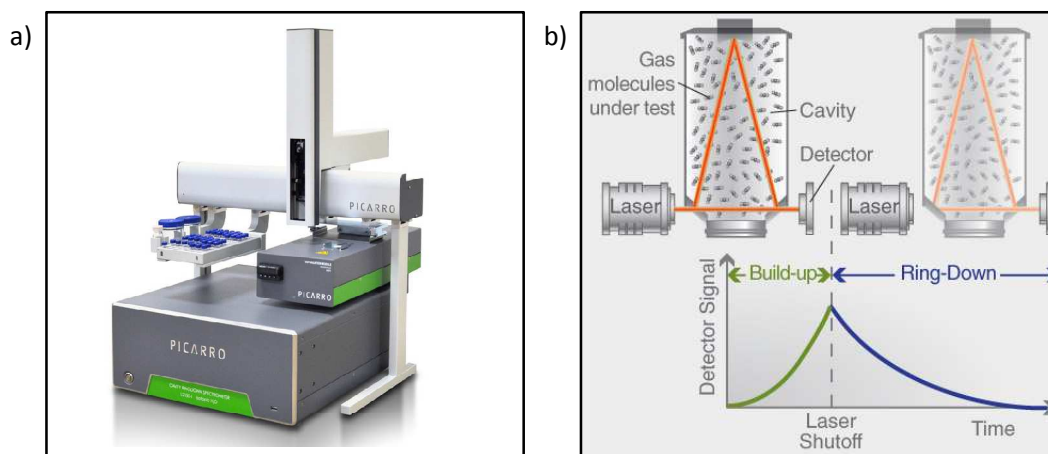 a)
PICARRO
PICARRO
PICARRO
b)
Gas
molecules
under test
Cavity
Detector
Laser
Laser
Build-up
Ring-Down
Detector Signal
Laser
Shutoff
Time